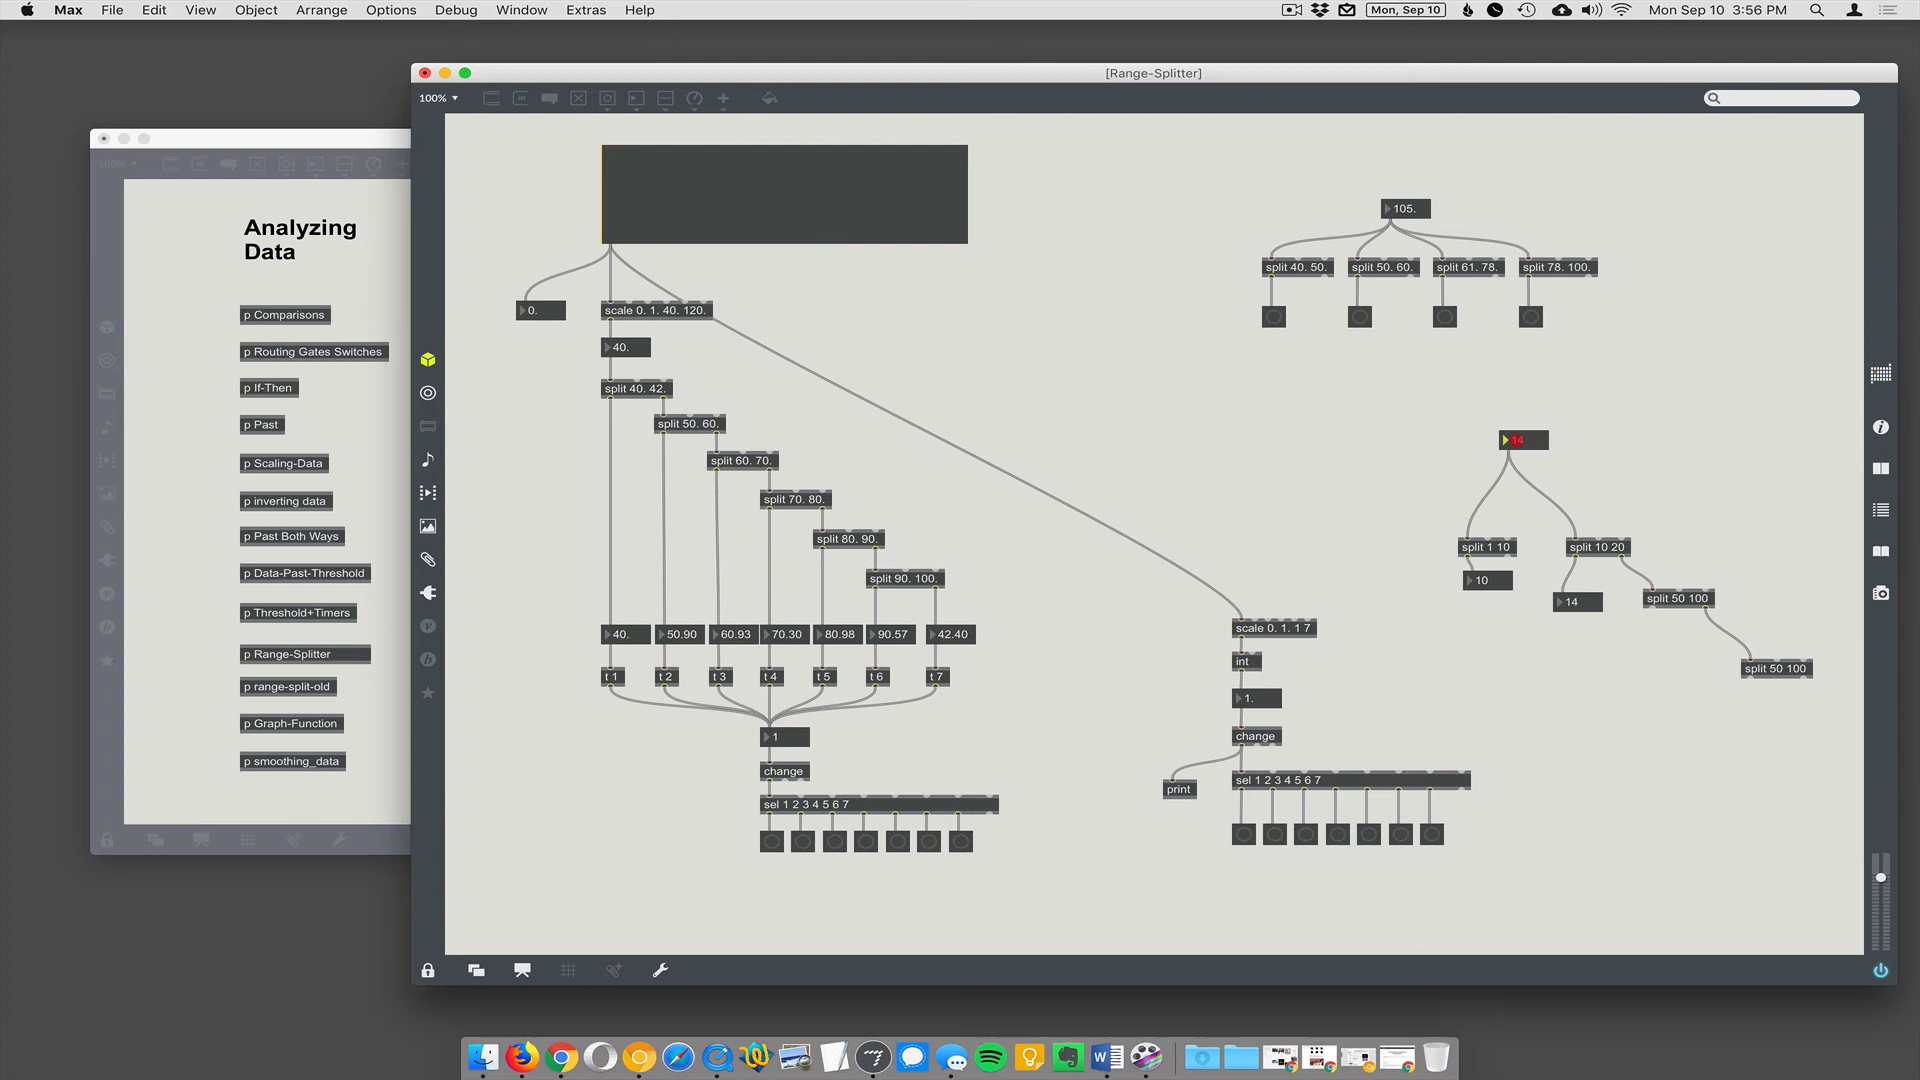 Max File Edit View Object Arrange Options Debug Window Extras Help
Mon, Sep 10
Mon Sep 10 3:56 PM
[Range-Splitter]
100%
100%
Analyzing
Data
p Comparisons
p Routing Gates Switches
p If-Then
p Past
p Scaling-Data
p inverting data
p Past Both Ways
p Data-Past-Threshold
p Threshold+Timers
p Range-Splitter
p range-split-old
p Graph-Function
p smoothing_data
0.
scale 0. 1. 40. 120.
40.
split 40. 42.
split 50. 60.
split 60. 70.
split 70. 80.
split 80. 90.
split 90. 100.
40. 50.90 60.93 70.30 80.98 90.57 42.40
t 1 t 2 t 3 t 4 t 5 t 6 t 7
1
change
sel 1 2 3 4 5 6 7
105.
split 40. 50. split 50. 60. split 61. 78. split 78. 100.
14
split 1 10 split 10 20
10
14
split 50 100
split 50 100
scale 0. 1. 1 7
int
1.
change
print
sel 1 2 3 4 5 6 7